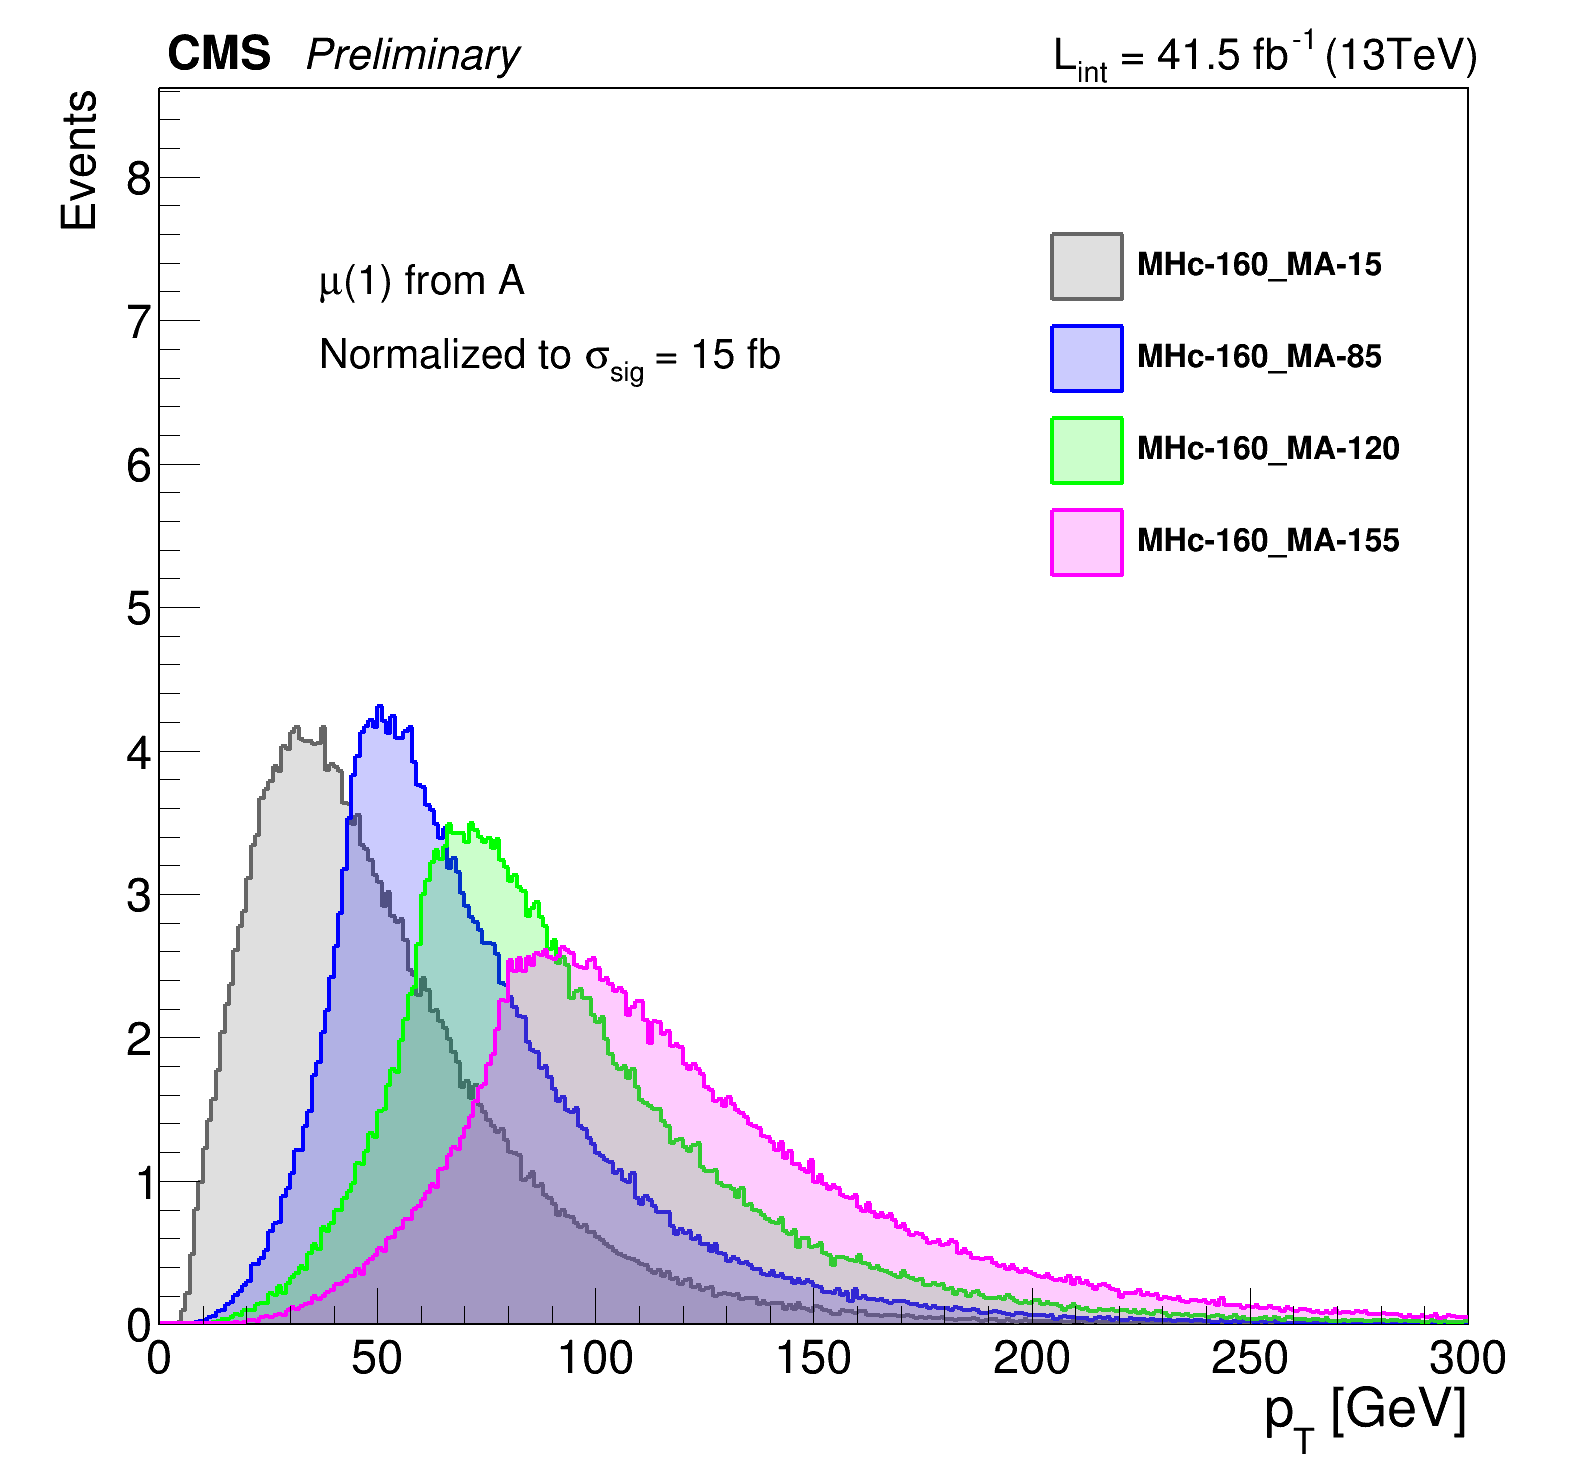 CMS Preliminary
L_int = 41.5 fb^-1 (13TeV)
Events
8
7
6
5
4
3
2
1
0
μ(1) from A
Normalized to σ_sig = 15 fb
MHc-160_MA-15
MHc-160_MA-85
MHc-160_MA-120
MHc-160_MA-155
0 50 100 150 200 250 300
p_T [GeV]